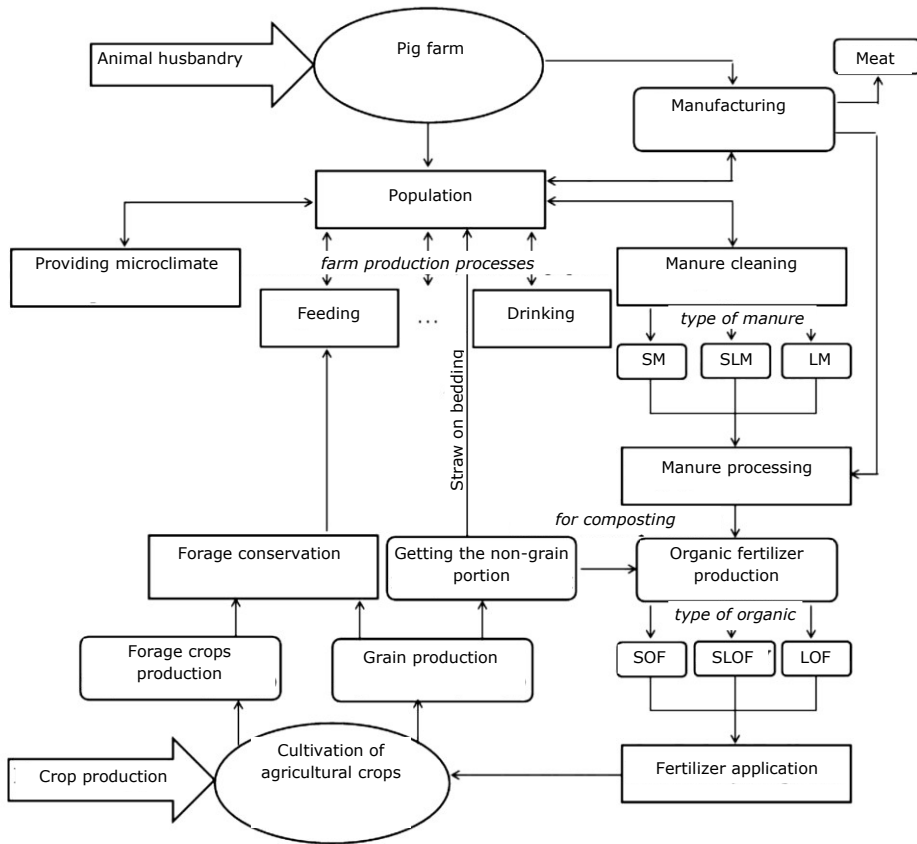 Animal husbandry
Pig farm
Meat
Manufacturing
Population
Providing microclimate
farm production processes
Manure cleaning
Feeding
...
Drinking
type of manure
SM
SLM
LM
Straw on bedding
Manure processing
for composting
Forage conservation
Getting the non-grain
portion
Organic fertilizer
production
type of organic
Forage crops
production
Grain production
SOF
SLOF
LOF
Cultivation of
agricultural crops
Crop production
Fertilizer application